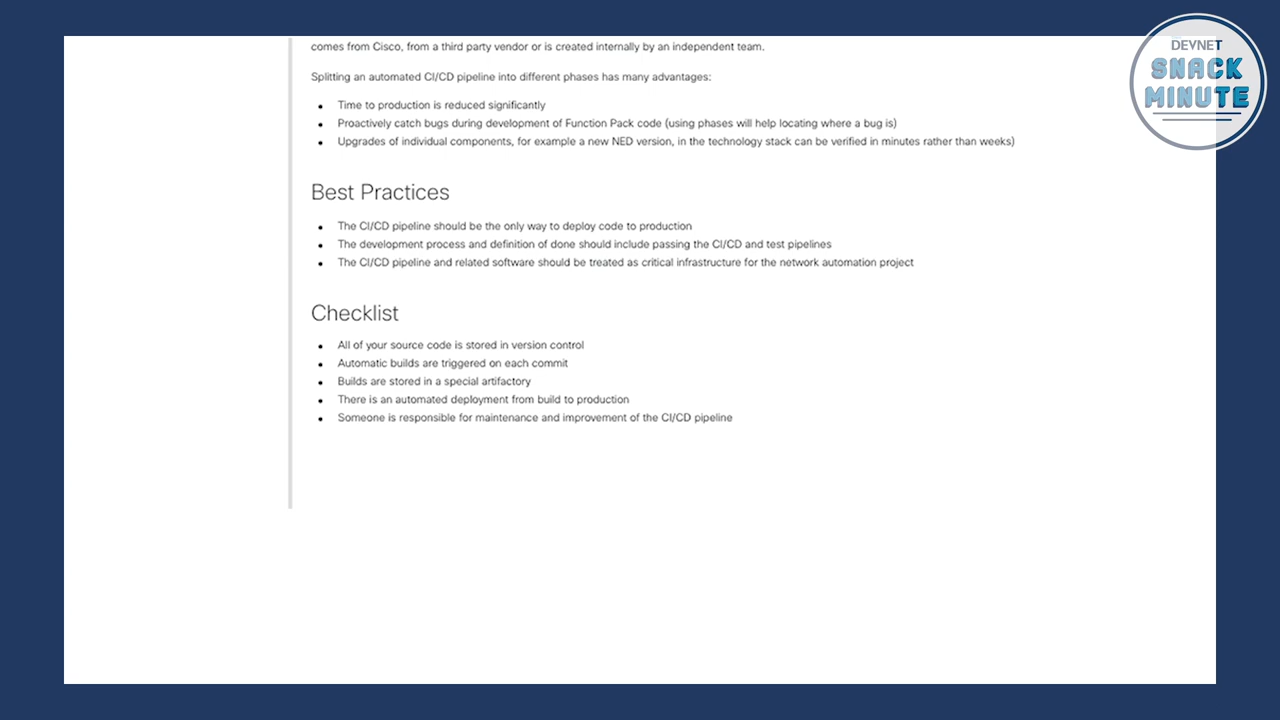 comes from Cisco, from a third party vendor or is created internally by an independent team.
DEVNET
SNACK
MINUTE
Splitting an automated CI/CD pipeline into different phases has many advantages:
• Time to production is reduced significantly
• Proactively catch bugs during development of Function Pack code (using phases will help locating where a bug is)
• Upgrades of individual components, for example a new NED version, in the technology stack can be verified in minutes rather than weeks)
Best Practices
• The CI/CD pipeline should be the only way to deploy code to production
• The development process and definition of done should include passing the CI/CD and test pipelines
• The CI/CD pipeline and related software should be treated as critical infrastructure for the network automation project
Checklist
• All of your source code is stored in version control
• Automatic builds are triggered on each commit
• Builds are stored in a special artifactory
• There is an automated deployment from build to production
• Someone is responsible for maintenance and improvement of the CI/CD pipeline